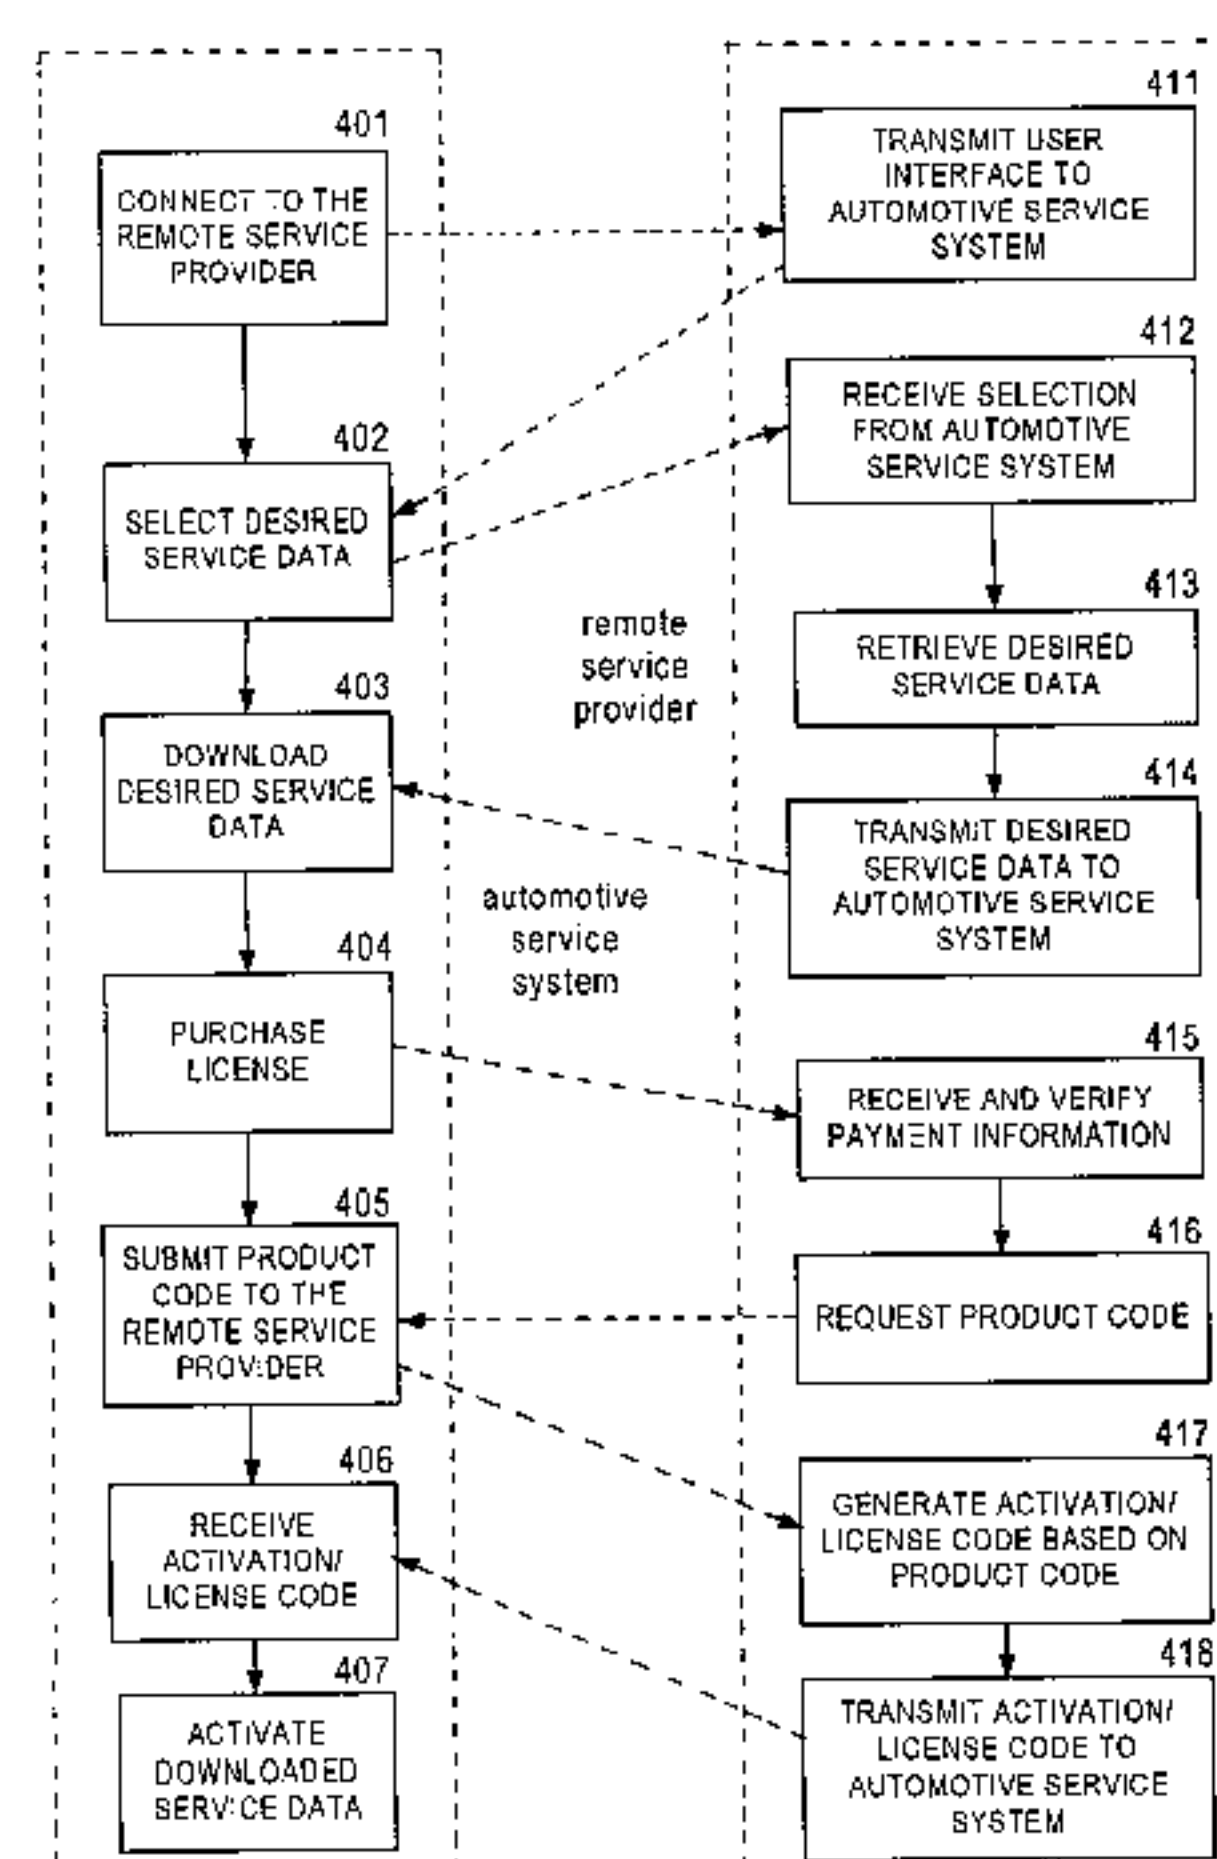 401
CONNECT TO THE
REMOTE SERVICE
PROVIDER
402
SELECT DESIRED
SERVICE DATA
403
DOWNLOAD
DESIRED SERVICE
DATA
404
PURCHASE
LICENSE
405
SUBMIT PRODUCT
CODE TO THE
REMOTE SERVICE
PROVIDER
406
RECEIVE
ACTIVATION/
LICENSE CODE
407
ACTIVATE
DOWNLOADED
SERVICE DATA
remote
service
provider
automotive
service
system
411
TRANSMIT USER
INTERFACE TO
AUTOMOTIVE SERVICE
SYSTEM
412
RECEIVE SELECTION
FROM AUTOMOTIVE
SERVICE SYSTEM
413
RETRIEVE DESIRED
SERVICE DATA
414
TRANSMIT DESIRED
SERVICE DATA TO
AUTOMOTIVE SERVICE
SYSTEM
415
RECEIVE AND VERIFY
PAYMENT INFORMATION
416
REQUEST PRODUCT CODE
417
GENERATE ACTIVATION/
LICENSE CODE BASED ON
PRODUCT CODE
418
TRANSMIT ACTIVATION/
LICENSE CODE TO
AUTOMOTIVE SERVICE
SYSTEM